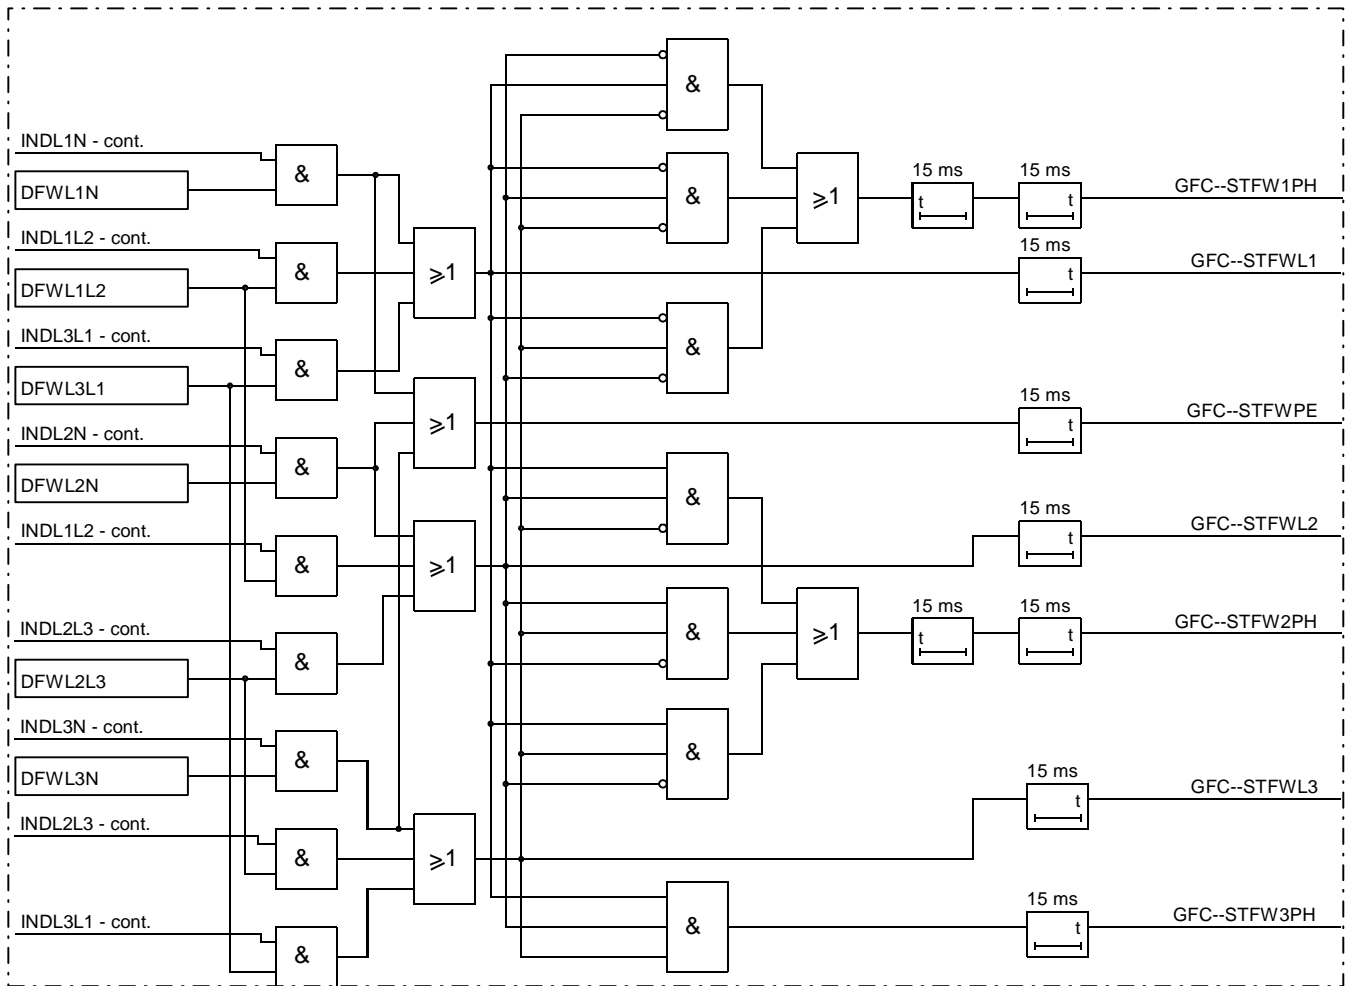 &
INDL1N - cont.
&
15 ms
15 ms
DFWL1N
&
&
≥1
t
t
GFC--STFW1PH
INDL1L2 - cont.
&
≥1
15 ms
t
GFC--STFWL1
DFWL1L2
INDL3L1 - cont.
&
&
DFWL3L1
15 ms
GFC--STFWPE
≥1
t
INDL2N - cont.
&
DFWL2N
&
15 ms
GFC--STFWL2
INDL1L2 - cont.
&
≥1
t
15 ms
15 ms
GFC--STFW2PH
INDL2L3 - cont.
&
&
≥1
t
t
DFWL2L3
INDL3N - cont.
&
&
DFWL3N
15 ms
GFC--STFWL3
t
INDL2L3 - cont.
&
≥1
15 ms
GFC--STFW3PH
INDL3L1 - cont.
&
&
t